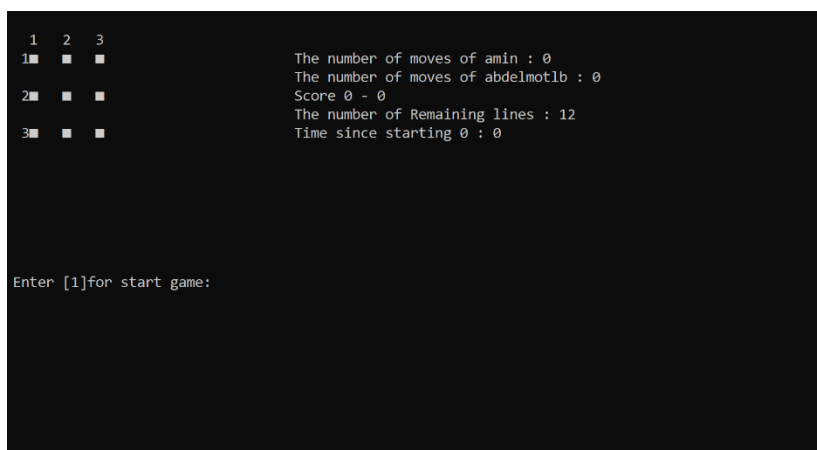 1 2 3
1■ ■ ■ The number of moves of amin : 0
The number of moves of abdelmotlb : 0
2■ ■ ■ Score 0 - 0
The number of Remaining lines : 12
3■ ■ ■ Time since starting 0 : 0
Enter [1]for start game: